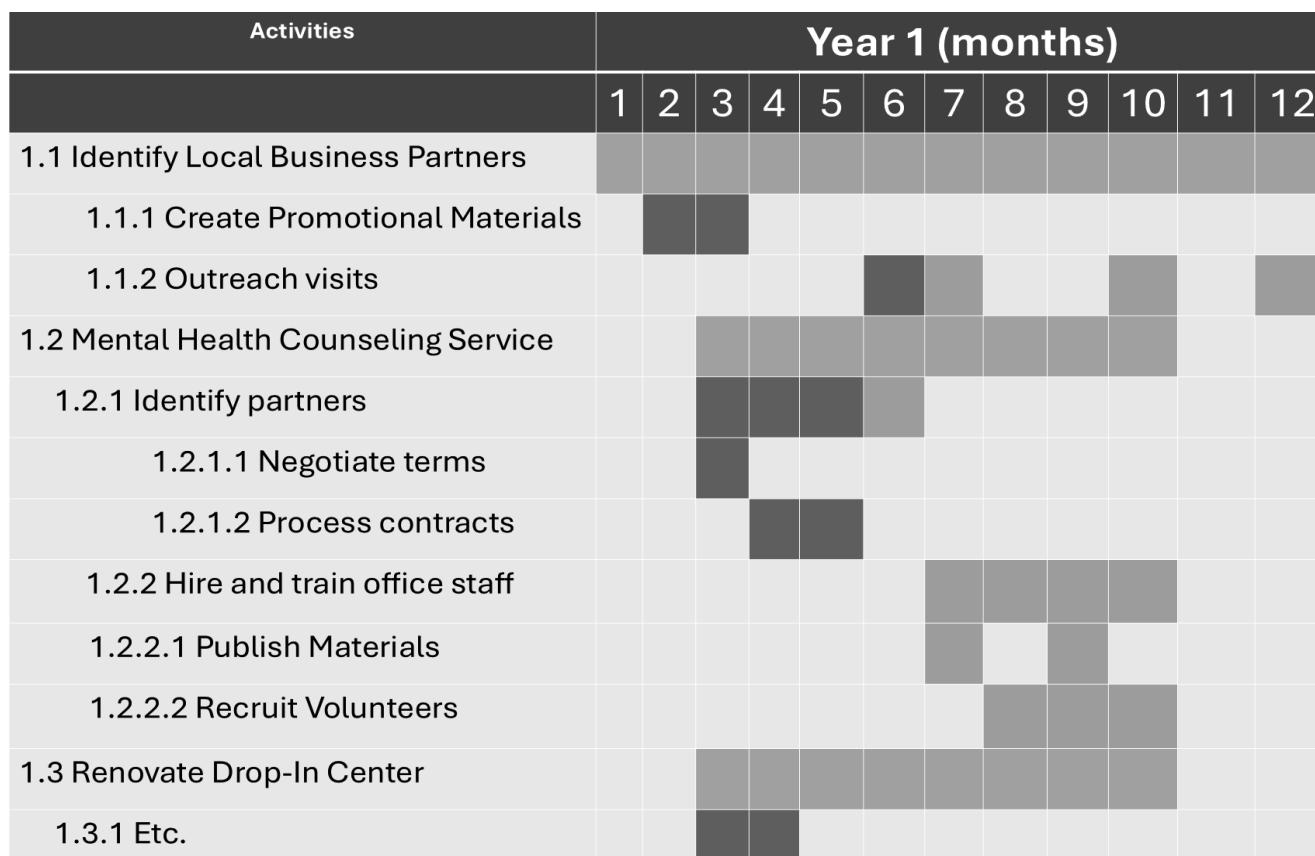 Activities
Year 1 (months)
1 2 3 4 5 6 7 8 9 10 11 12
1.1 Identify Local Business Partners
1.1.1 Create Promotional Materials
1.1.2 Outreach visits
1.2 Mental Health Counseling Service
1.2.1 Identify partners
1.2.1.1 Negotiate terms
1.2.1.2 Process contracts
1.2.2 Hire and train office staff
1.2.2.1 Publish Materials
1.2.2.2 Recruit Volunteers
1.3 Renovate Drop-In Center
1.3.1 Etc.